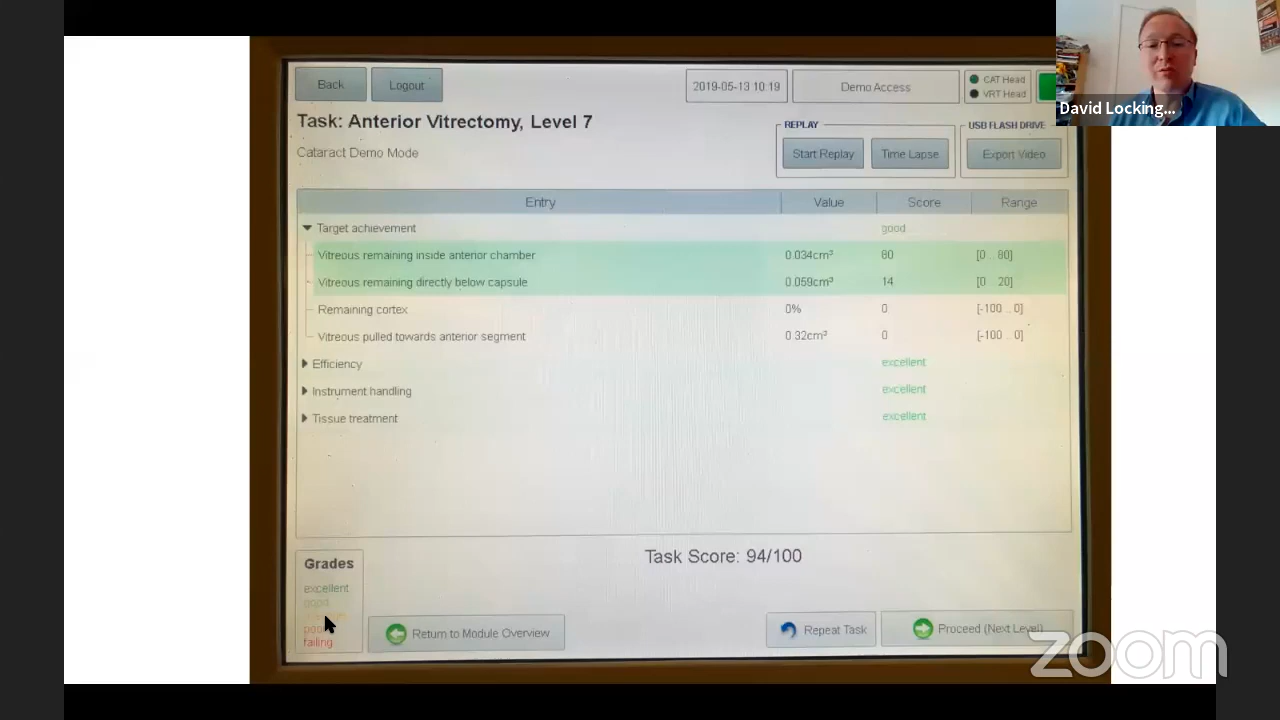 Back
Logout
2019-05-13 10:19
Demo Access
CAT Head
VRT Head
David Locking...
Task: Anterior Vitrectomy, Level 7
Cataract Demo Mode
REPLAY
Start Replay
Time Lapse
USB FLASH DRIVE
Export Video
Entry Value Score Range
Target achievement good
Vitreous remaining inside anterior chamber 0.034cm³ 80 [0 .. 80]
Vitreous remaining directly below capsule 0.059cm³ 14 [0 .. 20]
Remaining cortex 0% 0 [-100 .. 0]
Vitreous pulled towards anterior segment 0.32cm³ 0 [-100 .. 0]
Efficiency excellent
Instrument handling excellent
Tissue treatment excellent
Task Score: 94/100
Grades
excellent
good
failing
Return to Module Overview
Repeat Task
Proceed (Next Level)
zoom